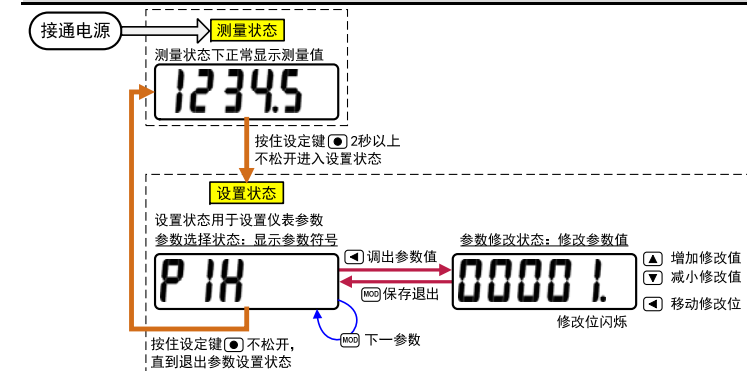 接通电源
测量状态
测量状态下正常显示测量值
1234.5
按住设定键 2秒以上
不松开进入设置状态
设置状态
设置状态用于设置仪表参数
参数选择状态：显示参数符号
P1H
调出参数值
MOD 保存退出
MOD 下一参数
参数修改状态：修改参数值
00001.
修改位闪烁
增加修改值
减小修改值
移动修改位
按住设定键 不松开，
直到退出参数设置状态